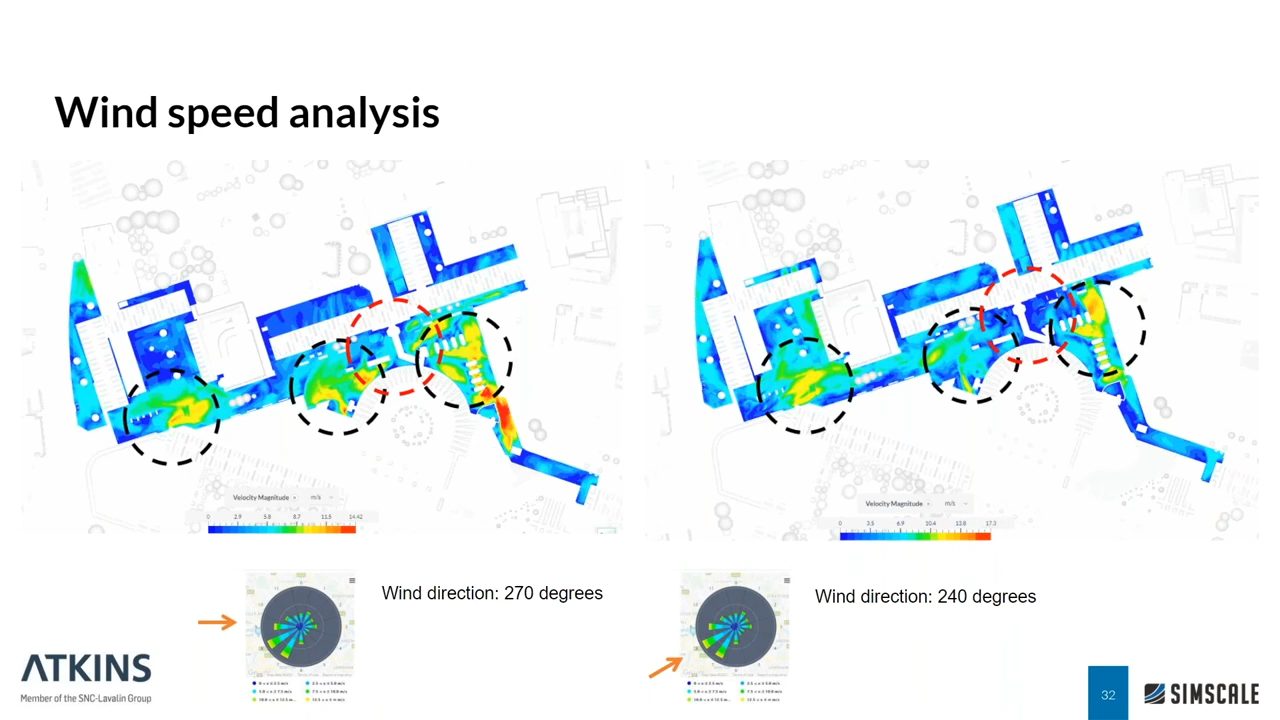 Wind speed analysis
Velocity Magnitude m/s
0 2.9 5.8 8.7 11.5 14.42
Velocity Magnitude m/s
0 3.5 6.9 10.4 13.8 17.3
Wind direction: 270 degrees
Wind direction: 240 degrees
ATKINS
Member of the SNC-Lavalin Group
32
SIMSCALE